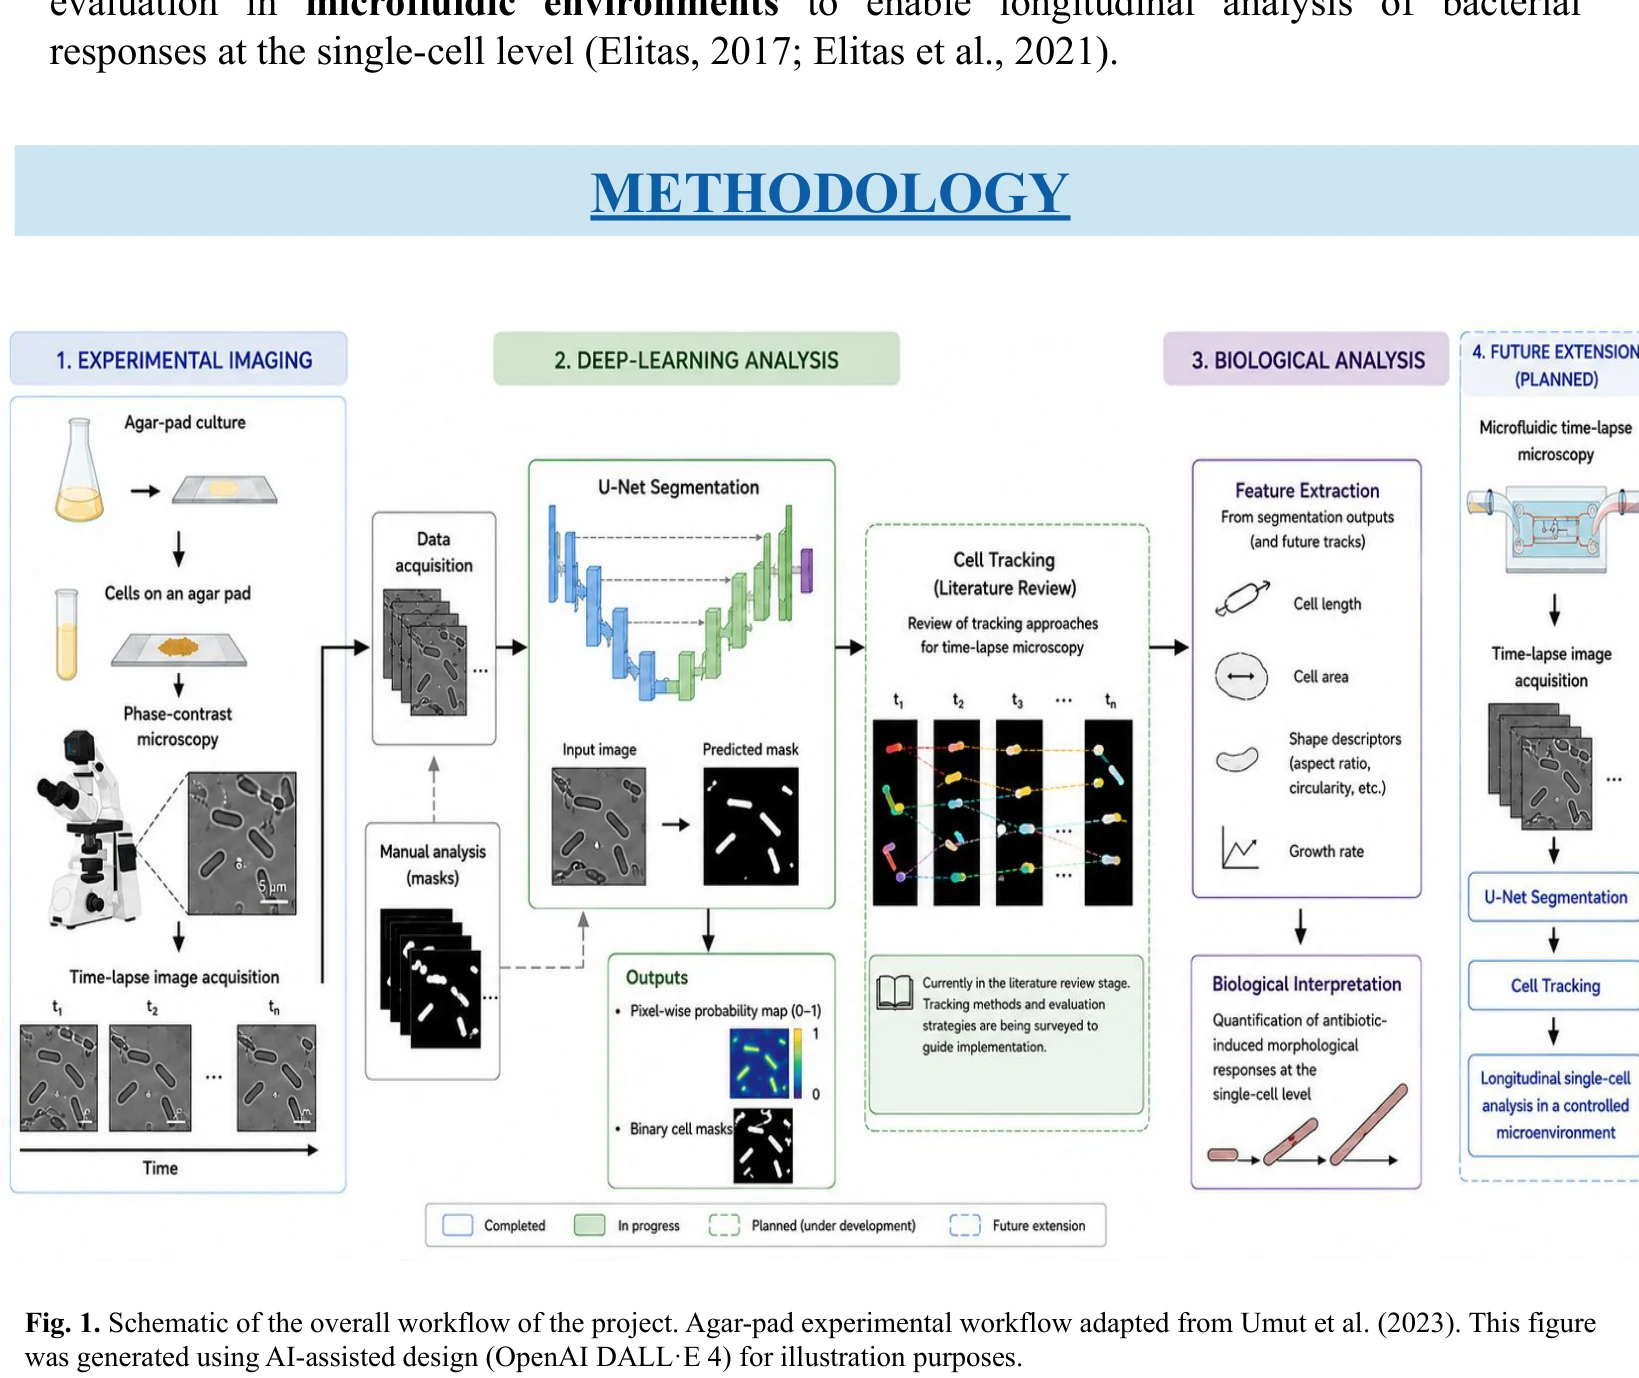 evaluation in microfluidic environments to enable longitudinal analysis of bacterial
responses at the single-cell level (Elitas, 2017; Elitas et al., 2021).
METHODOLOGY
1. EXPERIMENTAL IMAGING
Agar-pad culture
Cells on an agar pad
Phase-contrast
microscopy
5 µm
Time-lapse image acquisition
t1
t2
tn
...
Time
Data
acquisition
...
Manual analysis
(masks)
...
2. DEEP-LEARNING ANALYSIS
U-Net Segmentation
Input image
Predicted mask
Outputs
• Pixel-wise probability map (0–1)
1
0
• Binary cell masks
Cell Tracking
(Literature Review)
Review of tracking approaches
for time-lapse microscopy
t1
t2
t3
...
tn
...
...
Currently in the literature review stage.
Tracking methods and evaluation
strategies are being surveyed to
guide implementation.
3. BIOLOGICAL ANALYSIS
Feature Extraction
From segmentation outputs
(and future tracks)
Cell length
Cell area
Shape descriptors
(aspect ratio,
circularity, etc.)
Growth rate
Biological Interpretation
Quantification of antibiotic-
induced morphological
responses at the
single-cell level
4. FUTURE EXTENSION
(PLANNED)
Microfluidic time-lapse
microscopy
Time-lapse image
acquisition
...
U-Net Segmentation
Cell Tracking
Longitudinal single-cell
analysis in a controlled
microenvironment
Completed
In progress
Planned (under development)
Future extension
Fig. 1. Schematic of the overall workflow of the project. Agar-pad experimental workflow adapted from Umut et al. (2023). This figure
was generated using AI-assisted design (OpenAI DALL·E 4) for illustration purposes.